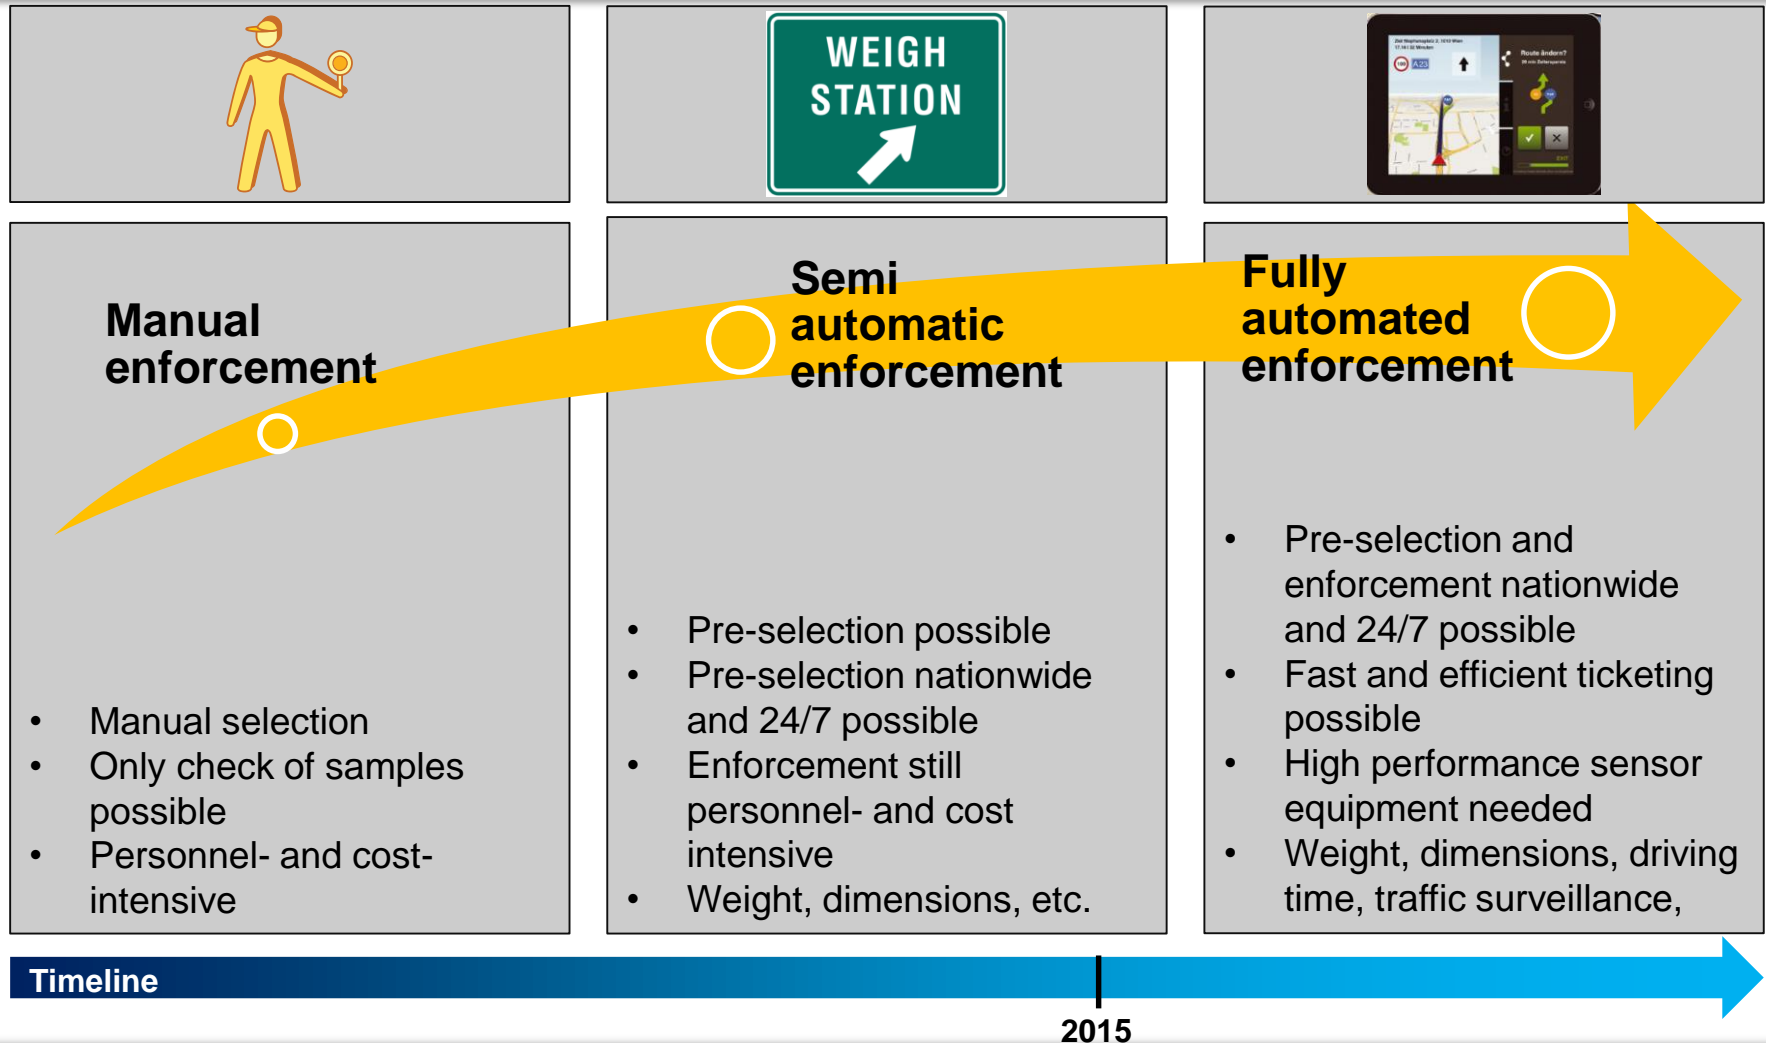 WEIGH
STATION
Route ändern?
A23
Manual
enforcement
Semi
automatic
enforcement
Fully
automated
enforcement
• Manual selection
• Only check of samples
possible
• Personnel- and cost-
intensive
• Pre-selection possible
• Pre-selection nationwide
and 24/7 possible
• Enforcement still
personnel- and cost
intensive
• Weight, dimensions, etc.
• Pre-selection and
enforcement nationwide
and 24/7 possible
• Fast and efficient ticketing
possible
• High performance sensor
equipment needed
• Weight, dimensions, driving
time, traffic surveillance,
Timeline
2015